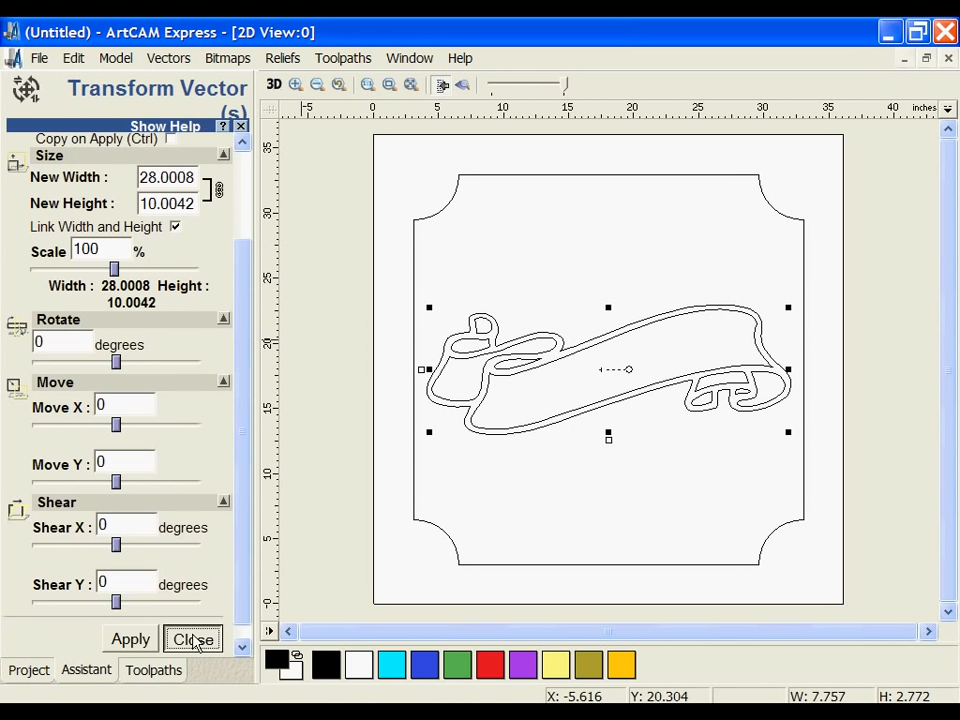 (Untitled) - ArtCAM Express - [2D View:0]
File Edit Model Vectors Bitmaps Reliefs Toolpaths Window Help
Transform Vector
(s)
3D
Show Help ?
-5 0 5 10 15 20 25 30 35 40 inches
Copy on Apply (Ctrl)
Size
New Width : 28.0008
New Height : 10.0042
Link Width and Height
Scale 100 %
Width : 28.0008 Height :
10.0042
Rotate
0 degrees
Move
Move X : 0
Move Y : 0
Shear
Shear X : 0 degrees
Shear Y : 0 degrees
Apply Close
35
30
25
20
15
10
5
-0
Project Assistant Toolpaths
X: -5.616 Y: 20.304 W: 7.757 H: 2.772